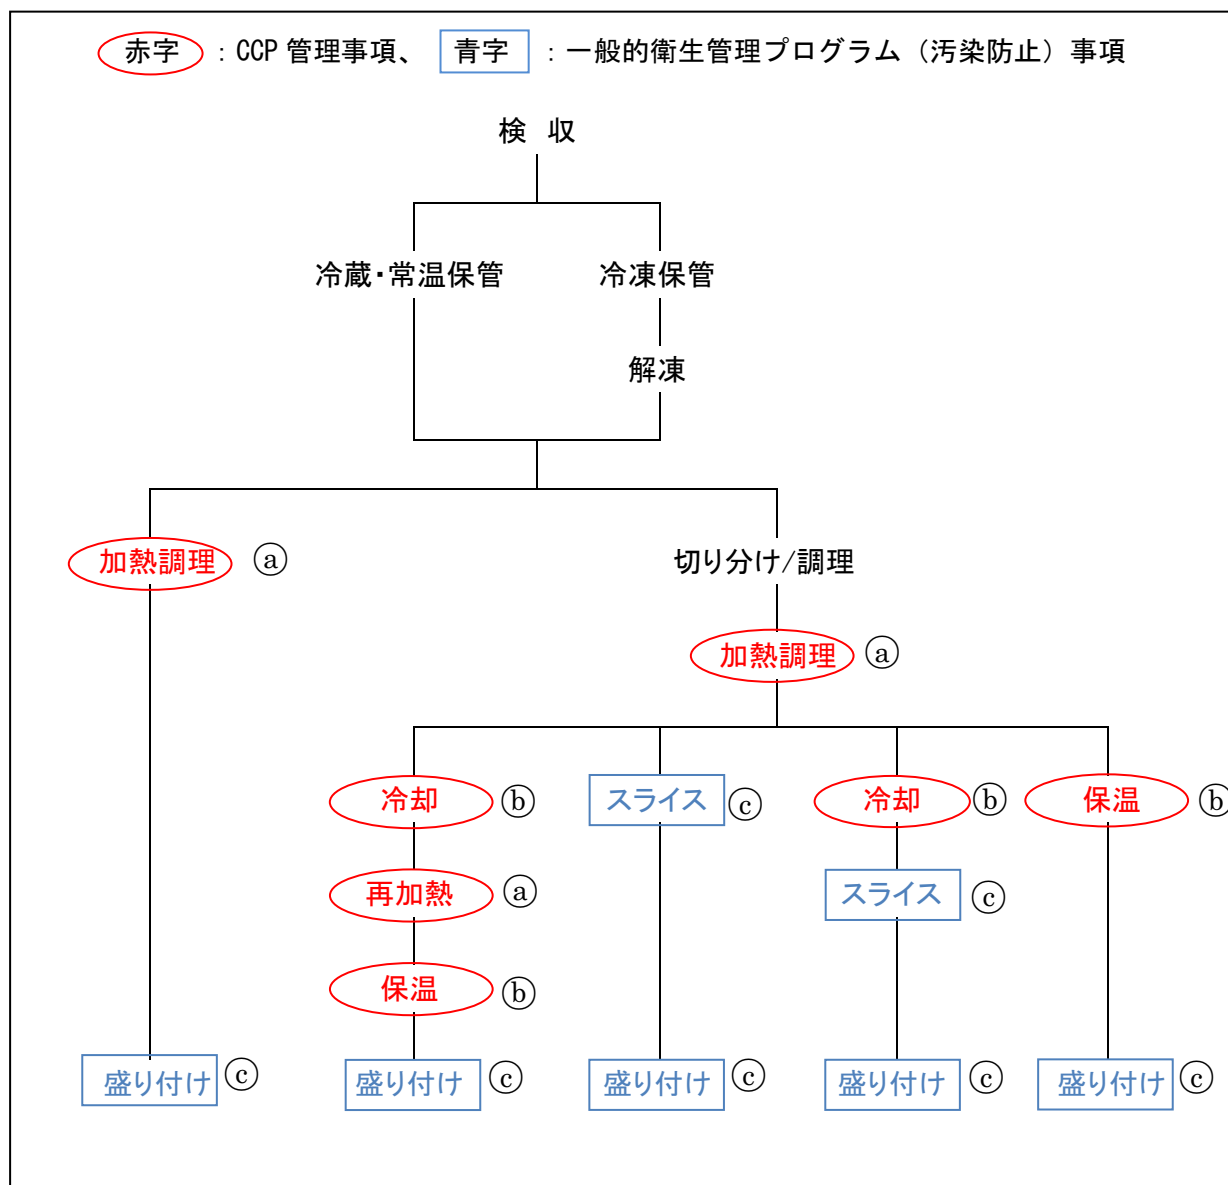 赤字 : CCP 管理事項、 青字 : 一般的衛生管理プログラム（汚染防止）事項
検 収
冷蔵・常温保管 冷凍保管
解凍
加熱調理 ⓐ 切り分け/調理
加熱調理 ⓐ
冷却 ⓑ スライス ⓒ 冷却 ⓑ 保温 ⓑ
再加熱 ⓐ スライス ⓒ
保温 ⓑ
盛り付け ⓒ 盛り付け ⓒ 盛り付け ⓒ 盛り付け ⓒ 盛り付け ⓒ